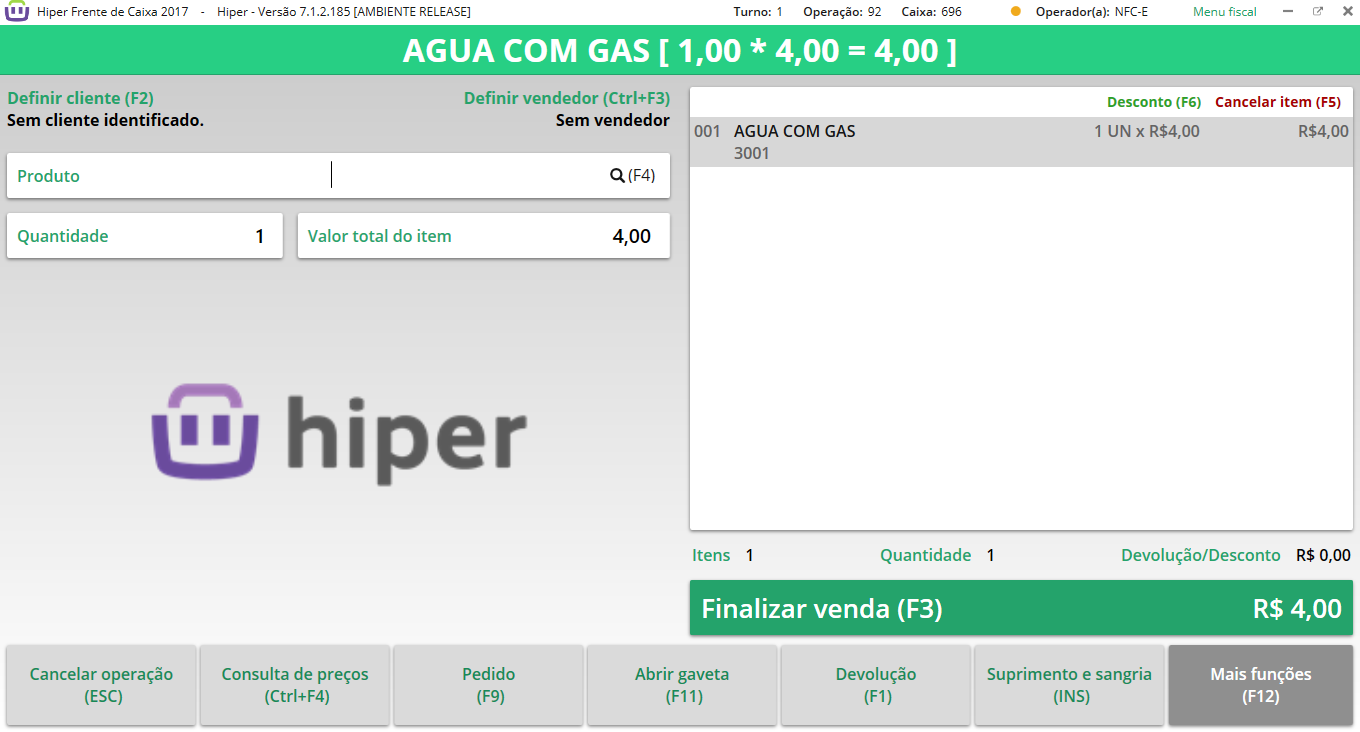 Hiper Frente de Caixa 2017 - Hiper - Versão 7.1.2.185 [AMBIENTE RELEASE] Turno: 1 Operação: 92 Caixa: 696 Operador(a): NFC-E Menu fiscal
AGUA COM GAS [ 1,00 * 4,00 = 4,00 ]
Definir cliente (F2) Definir vendedor (Ctrl+F3)
Sem cliente identificado. Sem vendedor
Produto (F4)
Quantidade 1 Valor total do item 4,00
hiper
Desconto (F6) Cancelar item (F5)
001 AGUA COM GAS 1 UN x R$4,00 R$4,00
3001
Itens 1 Quantidade 1 Devolução/Desconto R$ 0,00
Finalizar venda (F3) R$ 4,00
Cancelar operação Consulta de preços Pedido Abrir gaveta Devolução Suprimento e sangria Mais funções
(ESC) (Ctrl+F4) (F9) (F11) (F1) (INS) (F12)